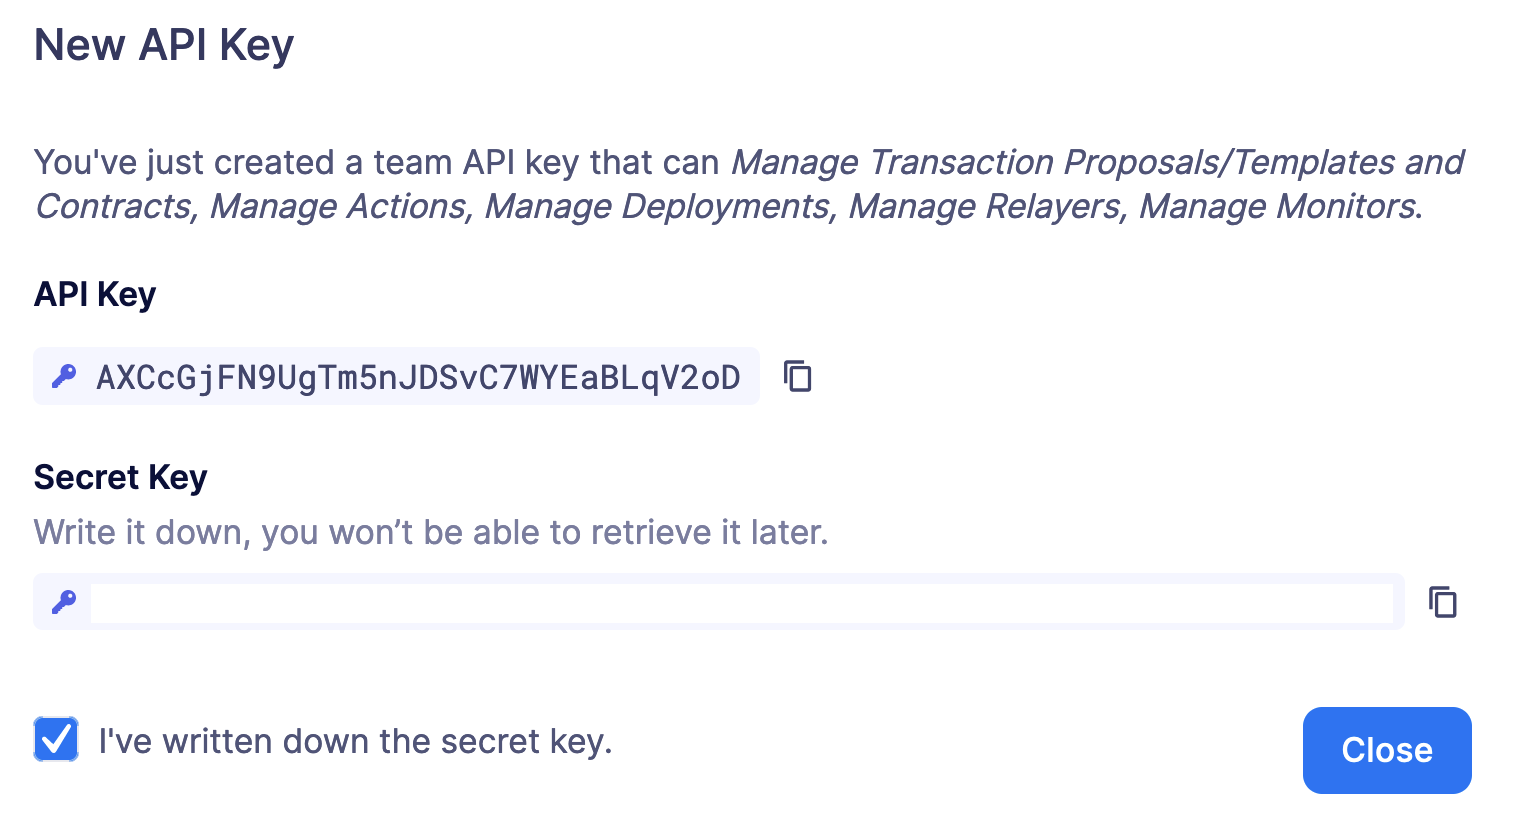 New API Key
You've just created a team API key that can Manage Transaction Proposals/Templates and
Contracts, Manage Actions, Manage Deployments, Manage Relayers, Manage Monitors.
API Key
AXCcGjFN9UgTm5nJDSvC7WYEaBLqV2oD
Secret Key
Write it down, you won’t be able to retrieve it later.
I've written down the secret key.
Close